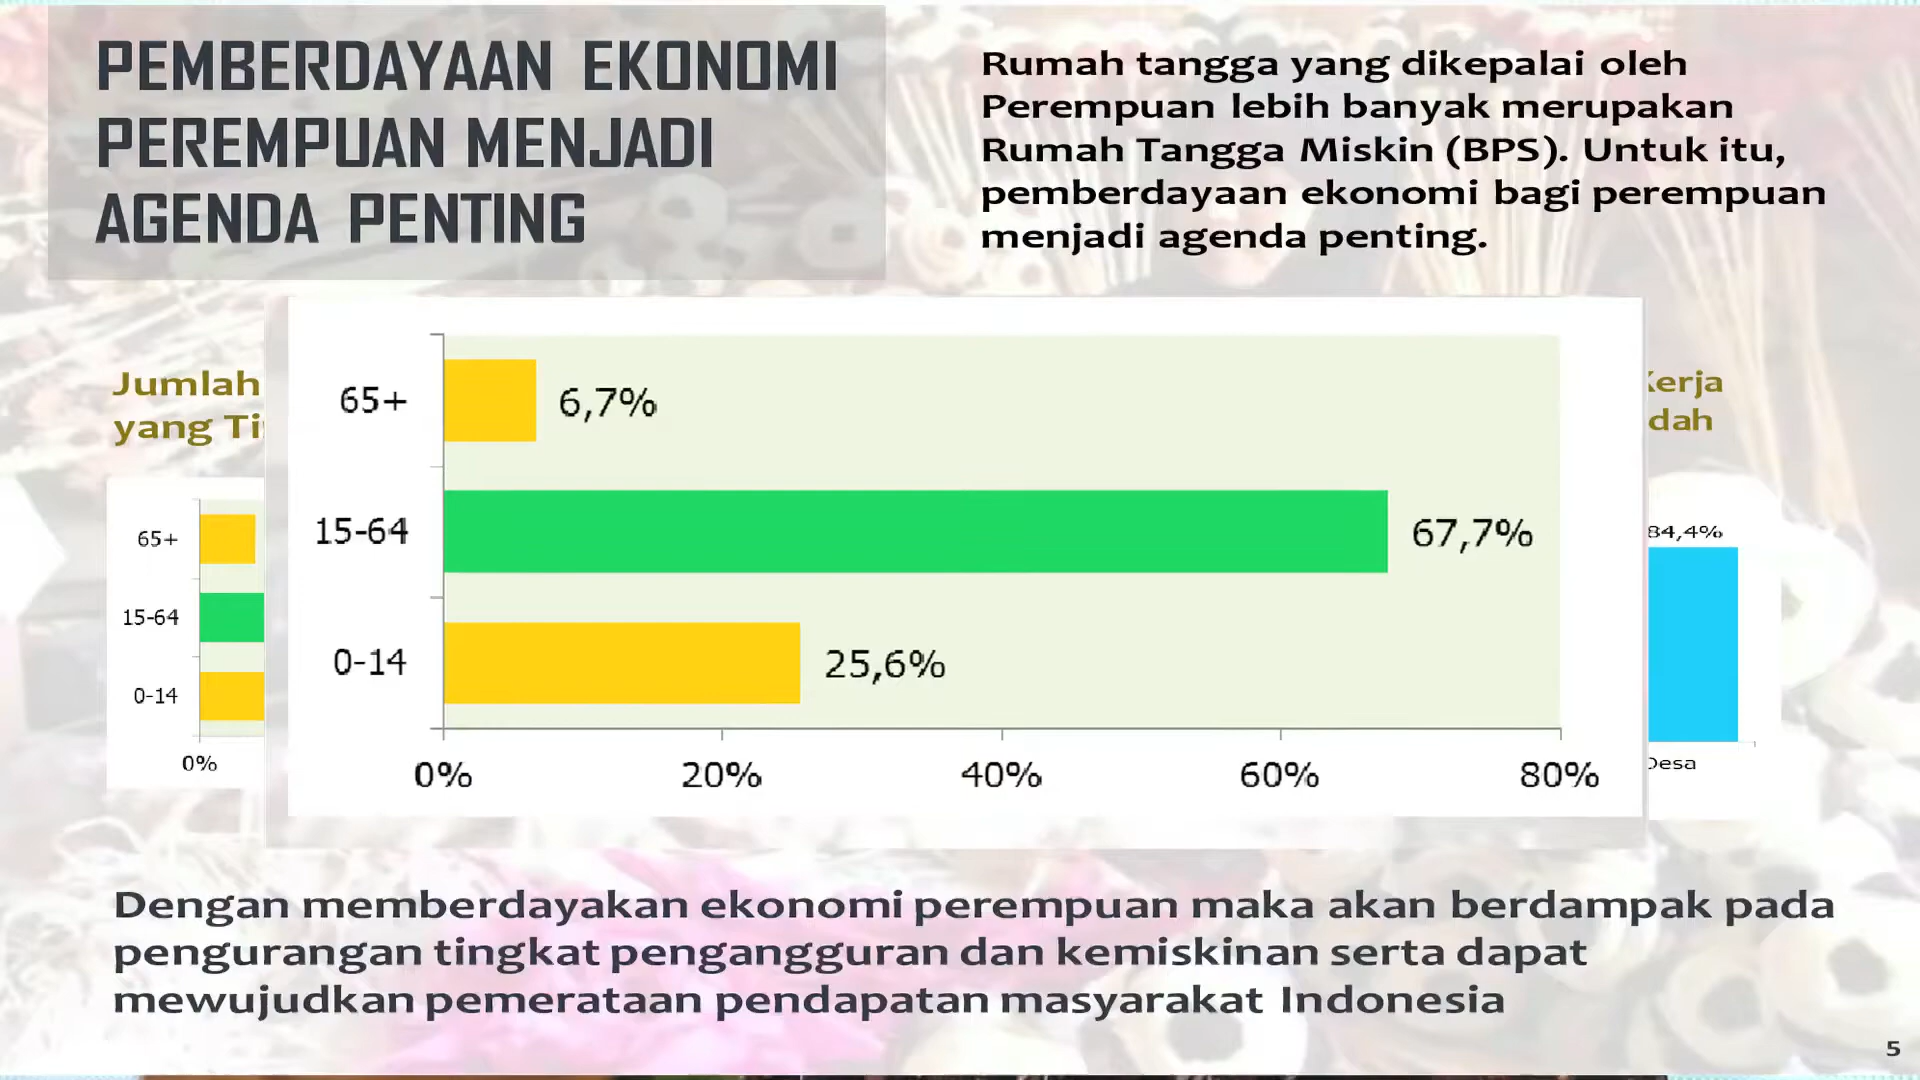 PEMBERDAYAAN EKONOMI
PEREMPUAN MENJADI
AGENDA PENTING
Rumah tangga yang dikepalai oleh
Perempuan lebih banyak merupakan
Rumah Tangga Miskin (BPS). Untuk itu,
pemberdayaan ekonomi bagi perempuan
menjadi agenda penting.
Jumlah
yang
65+
15-64
0-14
0%
65+ 6,7%
15-64 67,7%
0-14 25,6%
0% 20% 40% 60% 80%
84,4%
Dengan memberdayakan ekonomi perempuan maka akan berdampak pada
pengurangan tingkat pengangguran dan kemiskinan serta dapat
mewujudkan pemerataan pendapatan masyarakat Indonesia
5